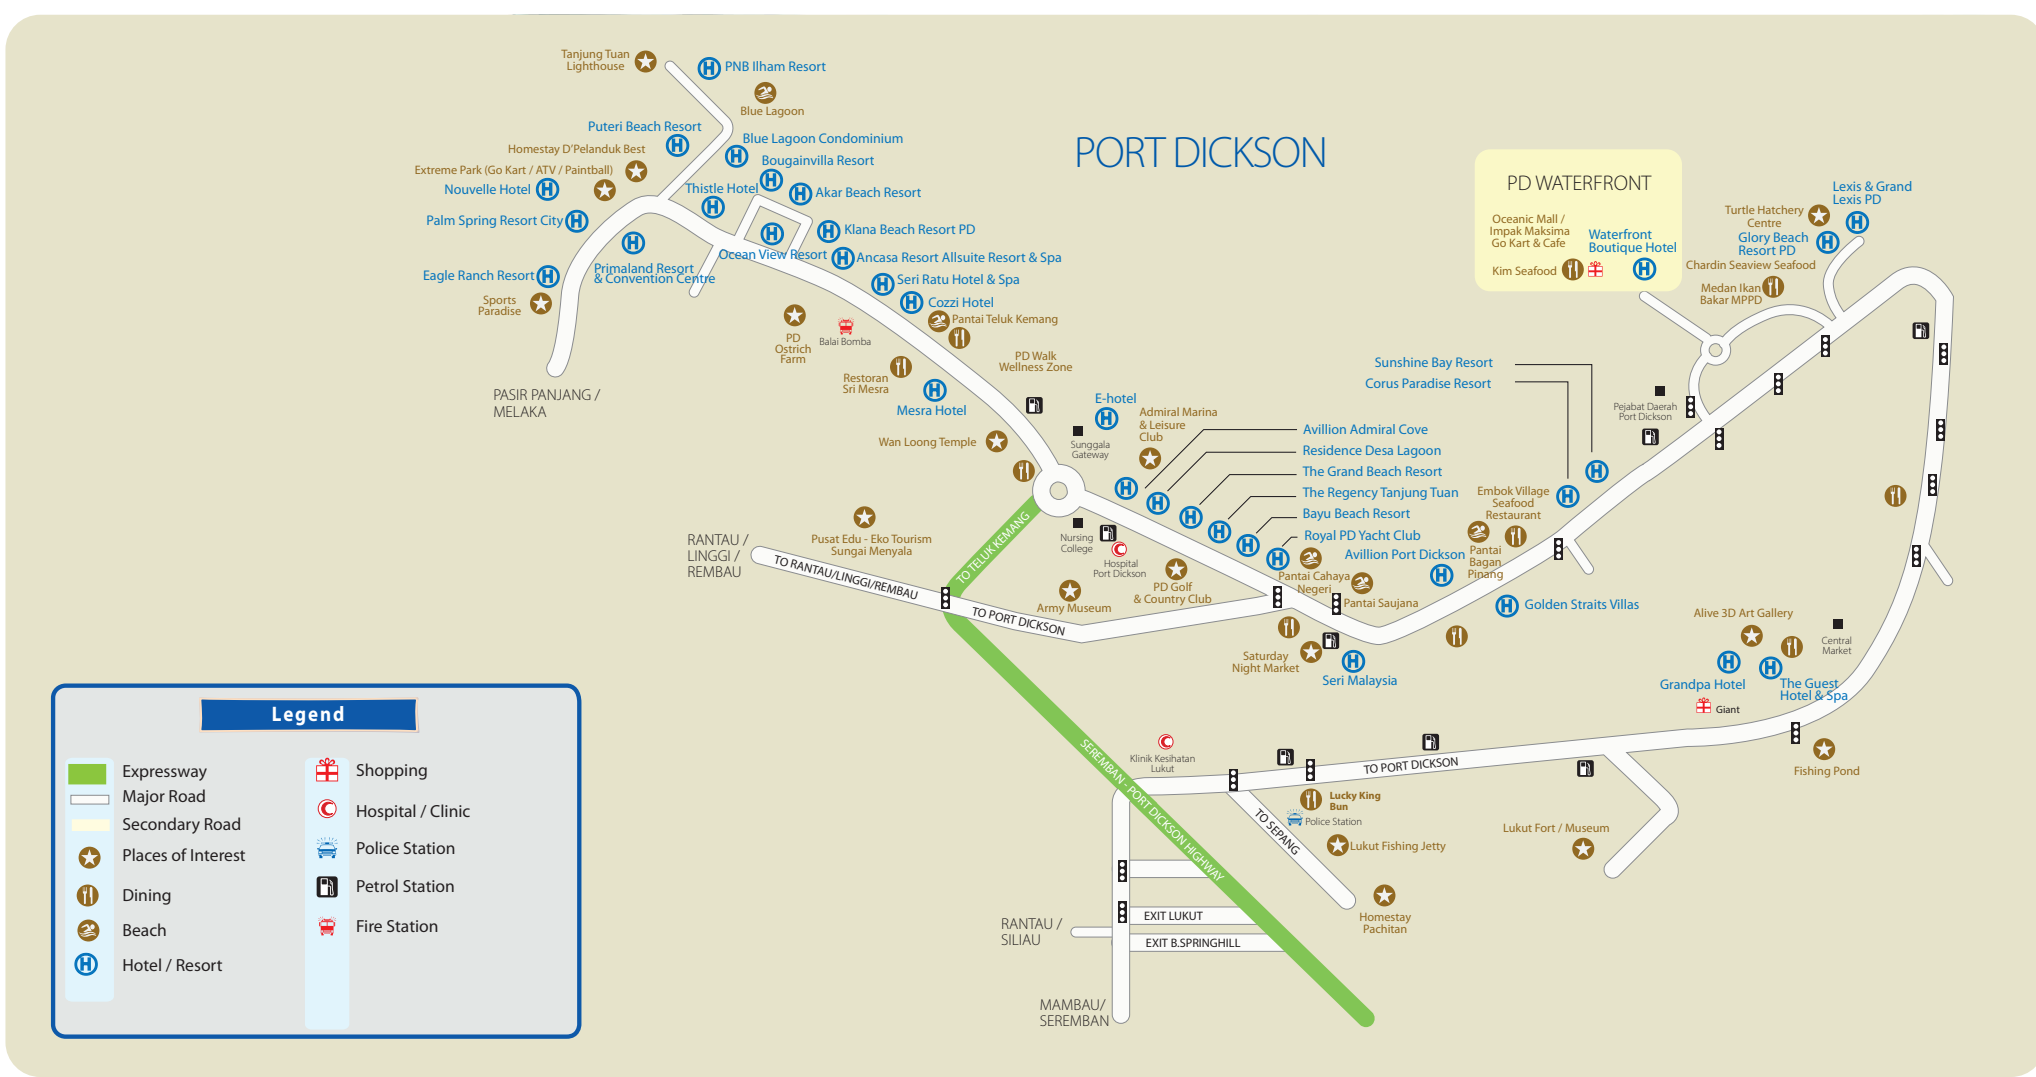 PORT DICKSON
Tanjung Tuan
Lighthouse
PNB Ilham Resort
Blue Lagoon
Puteri Beach Resort
Blue Lagoon Condominium
Homestay D'Pelanduk Best
Bougainvilla Resort
Extreme Park (Go Kart / ATV / Paintball)
Nouvelle Hotel
Thistle Hotel
Akar Beach Resort
Palm Spring Resort City
Klana Beach Resort PD
Ocean View Resort
Ancasa Resort Allsuite Resort & Spa
Eagle Ranch Resort
Primaland Resort
& Convention Centre
Seri Ratu Hotel & Spa
Sports
Paradise
Cozzi Hotel
Pantai Teluk Kemang
PD
Ostrich
Farm
Balai Bomba
PD Walk
Wellness Zone
Restoran
Sri Mesra
Mesra Hotel
PASIR PANJANG /
MELAKA
Wan Loong Temple
E-hotel
Sunggala
Gateway
Admiral Marina
& Leisure
Club
PD WATERFRONT
Oceanic Mall /
Impak Maksima
Go Kart & Cafe
Waterfront
Boutique Hotel
Kim Seafood
Lexis & Grand
Lexis PD
Turtle Hatchery
Centre
Glory Beach
Resort PD
Chardin Seaview Seafood
Medan Ikan
Bakar MPPD
Sunshine Bay Resort
Corus Paradise Resort
Pejabat Daerah
Port Dickson
Avillion Admiral Cove
Residence Desa Lagoon
The Grand Beach Resort
The Regency Tanjung Tuan
Bayu Beach Resort
Royal PD Yacht Club
Avillion Port Dickson
Embok Village
Seafood
Restaurant
Pantai
Bagan
Pinang
Pantai Cahaya
Negeri
Pantai Saujana
Golden Straits Villas
RANTAU /
LINGGI /
REMBAU
Pusat Edu - Eko Tourism
Sungai Menyala
TO TELUK KEMANG
TO RANTAU/LINGGI/REMBAU
TO PORT DICKSON
Nursing
College
Hospital
Port Dickson
Army Museum
PD Golf
& Country Club
Saturday
Night Market
Seri Malaysia
Alive 3D Art Gallery
Central
Market
Grandpa Hotel
The Guest
Hotel & Spa
Giant
Fishing Pond
Klinik Kesihatan
Lukut
SEREMBAN - PORT DICKSON HIGHWAY
TO PORT DICKSON
Lucky King
Bun
Police Station
TO SEPANG
Lukut Fishing Jetty
Lukut Fort / Museum
Homestay
Pachitan
RANTAU /
SILIAU
EXIT LUKUT
EXIT B.SPRINGHILL
MAMBAU/
SEREMBAN
Legend
Expressway
Major Road
Secondary Road
Places of Interest
Dining
Beach
Hotel / Resort
Shopping
Hospital / Clinic
Police Station
Petrol Station
Fire Station